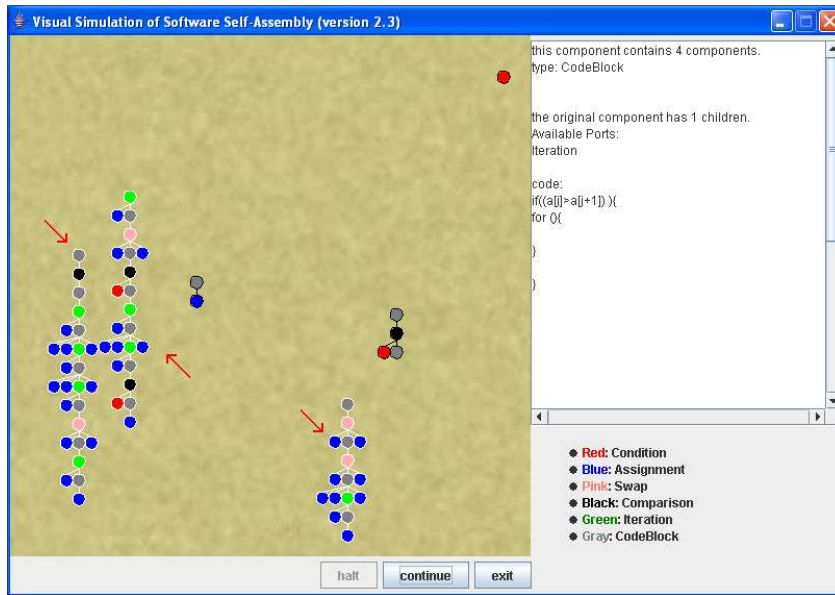 Visual Simulation of Software Self-Assembly (version 2.3)
this component contains 4 components.
type: CodeBlock
the original component has 1 children.
Available Ports:
Iteration
code:
if((a[j]>a[j+1]) ){
for (){
}
}
Red: Condition
Blue: Assignment
Pink: Swap
Black: Comparison
Green: Iteration
Gray: CodeBlock
halt
continue
exit